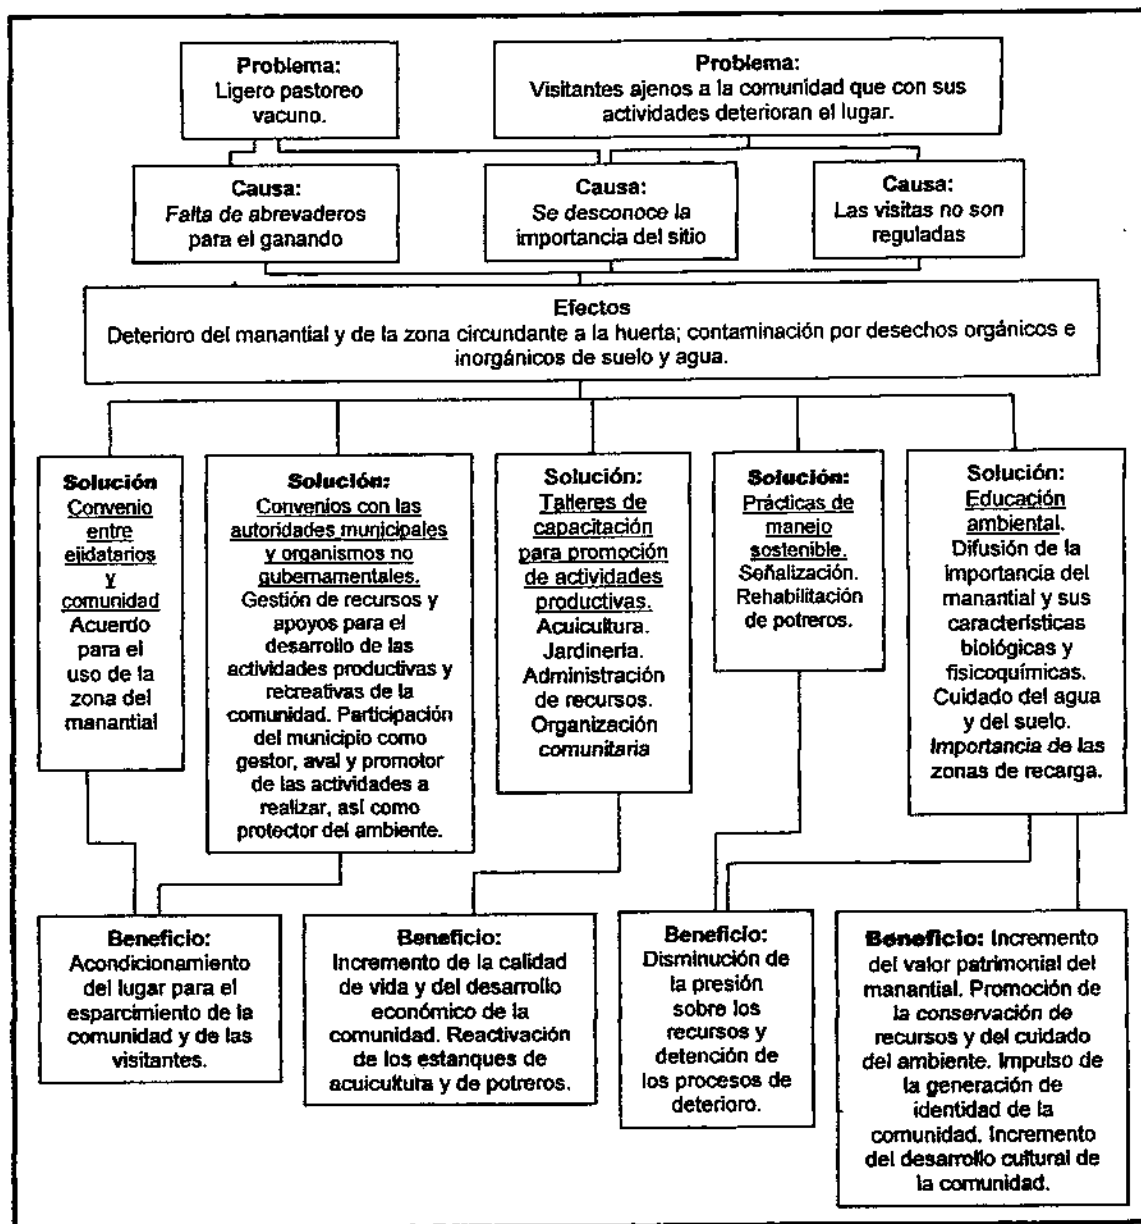 Problema:
Ligero pastoreo
vacuno.
Problema:
Visitantes ajenos a la comunidad que con sus
actividades deterioran el lugar.
Causa:
Falta de abrevaderos
para el ganando
Causa:
Se desconoce la
importancia del sitio
Causa:
Las visitas no son
reguladas
Efectos
Deterioro del manantial y de la zona circundante a la huerta; contaminación por desechos orgánicos e
inorgánicos de suelo y agua.
Solución
Convenio
entre
ejidatarios
y
comunidad
Acuerdo
para el
uso de la
zona del
manantial
Solución:
Convenios con las
autoridades municipales
y organismos no
gubernamentales.
Gestión de recursos y
apoyos para el
desarrollo de las
actividades productivas y
recreativas de la
comunidad. Participación
del municipio como
gestor, aval y promotor
de las actividades a
realizar, así como
protector del ambiente.
Solución:
Talleres de
capacitación
para promoción
de actividades
productivas.
Acuicultura.
Jardinería.
Administración
de recursos.
Organización
comunitaria
Solución:
Prácticas de
manejo
sostenible.
Señalización.
Rehabilitación
de potreros.
Solución:
Educación
ambiental.
Difusión de la
importancia del
manantial y sus
características
biológicas y
fisicoquímicas.
Cuidado del agua
y del suelo.
Importancia de las
zonas de recarga.
Beneficio:
Acondicionamiento
del lugar para el
esparcimiento de la
comunidad y de las
visitantes.
Beneficio:
Incremento de la calidad
de vida y del desarrollo
económico de la
comunidad. Reactivación
de los estanques de
acuicultura y de potreros.
Beneficio:
Disminución de
la presión
sobre los
recursos y
detención de
los procesos de
deterioro.
Beneficio: Incremento
del valor patrimonial del
manantial. Promoción de
la conservación de
recursos y del cuidado
del ambiente. Impulso de
la generación de
identidad de la
comunidad. Incremento
del desarrollo cultural de
la comunidad.